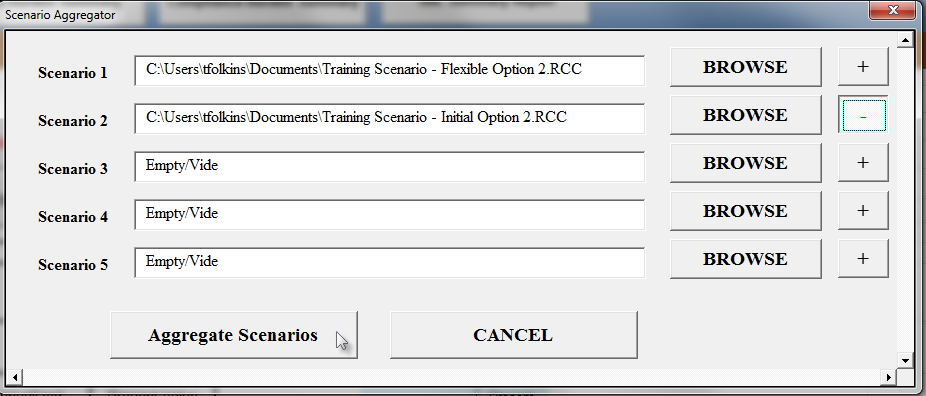 Scenario Aggregator
Scenario 1 C:\Users\tfolkins\Documents\Training Scenario - Flexible Option 2.RCC BROWSE +
Scenario 2 C:\Users\tfolkins\Documents\Training Scenario - Initial Option 2.RCC BROWSE -
Scenario 3 Empty/Vide BROWSE +
Scenario 4 Empty/Vide BROWSE +
Scenario 5 Empty/Vide BROWSE +
Aggregate Scenarios CANCEL